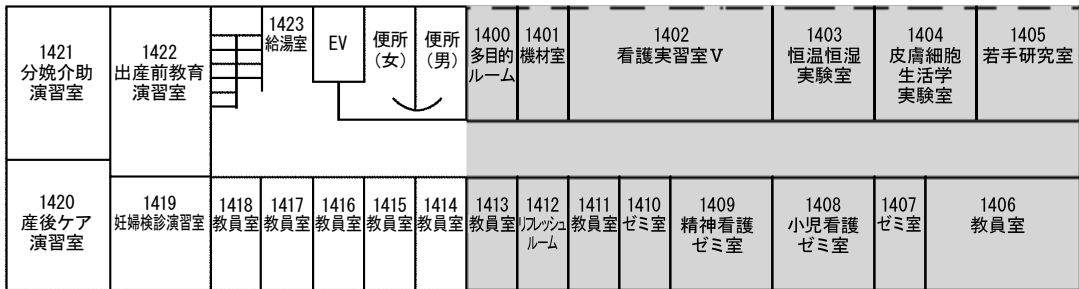 1421
分娩介助
演習室
1422
出産前教育
演習室
1423
給湯室
EV
便所
（女）
便所
（男）
1400
多目的
ルーム
1401
機材室
1402
看護実習室Ⅴ
1403
恒温恒湿
実験室
1404
皮膚細胞
生活学
実験室
1405
若手研究室
1420
産後ケア
演習室
1419
妊婦検診演習室
1418
教員室
1417
教員室
1416
教員室
1415
教員室
1414
教員室
1413
教員室
1412
リフレッシュ
ルーム
1411
教員室
1410
ゼミ室
1409
精神看護
ゼミ室
1408
小児看護
ゼミ室
1407
ゼミ室
1406
教員室